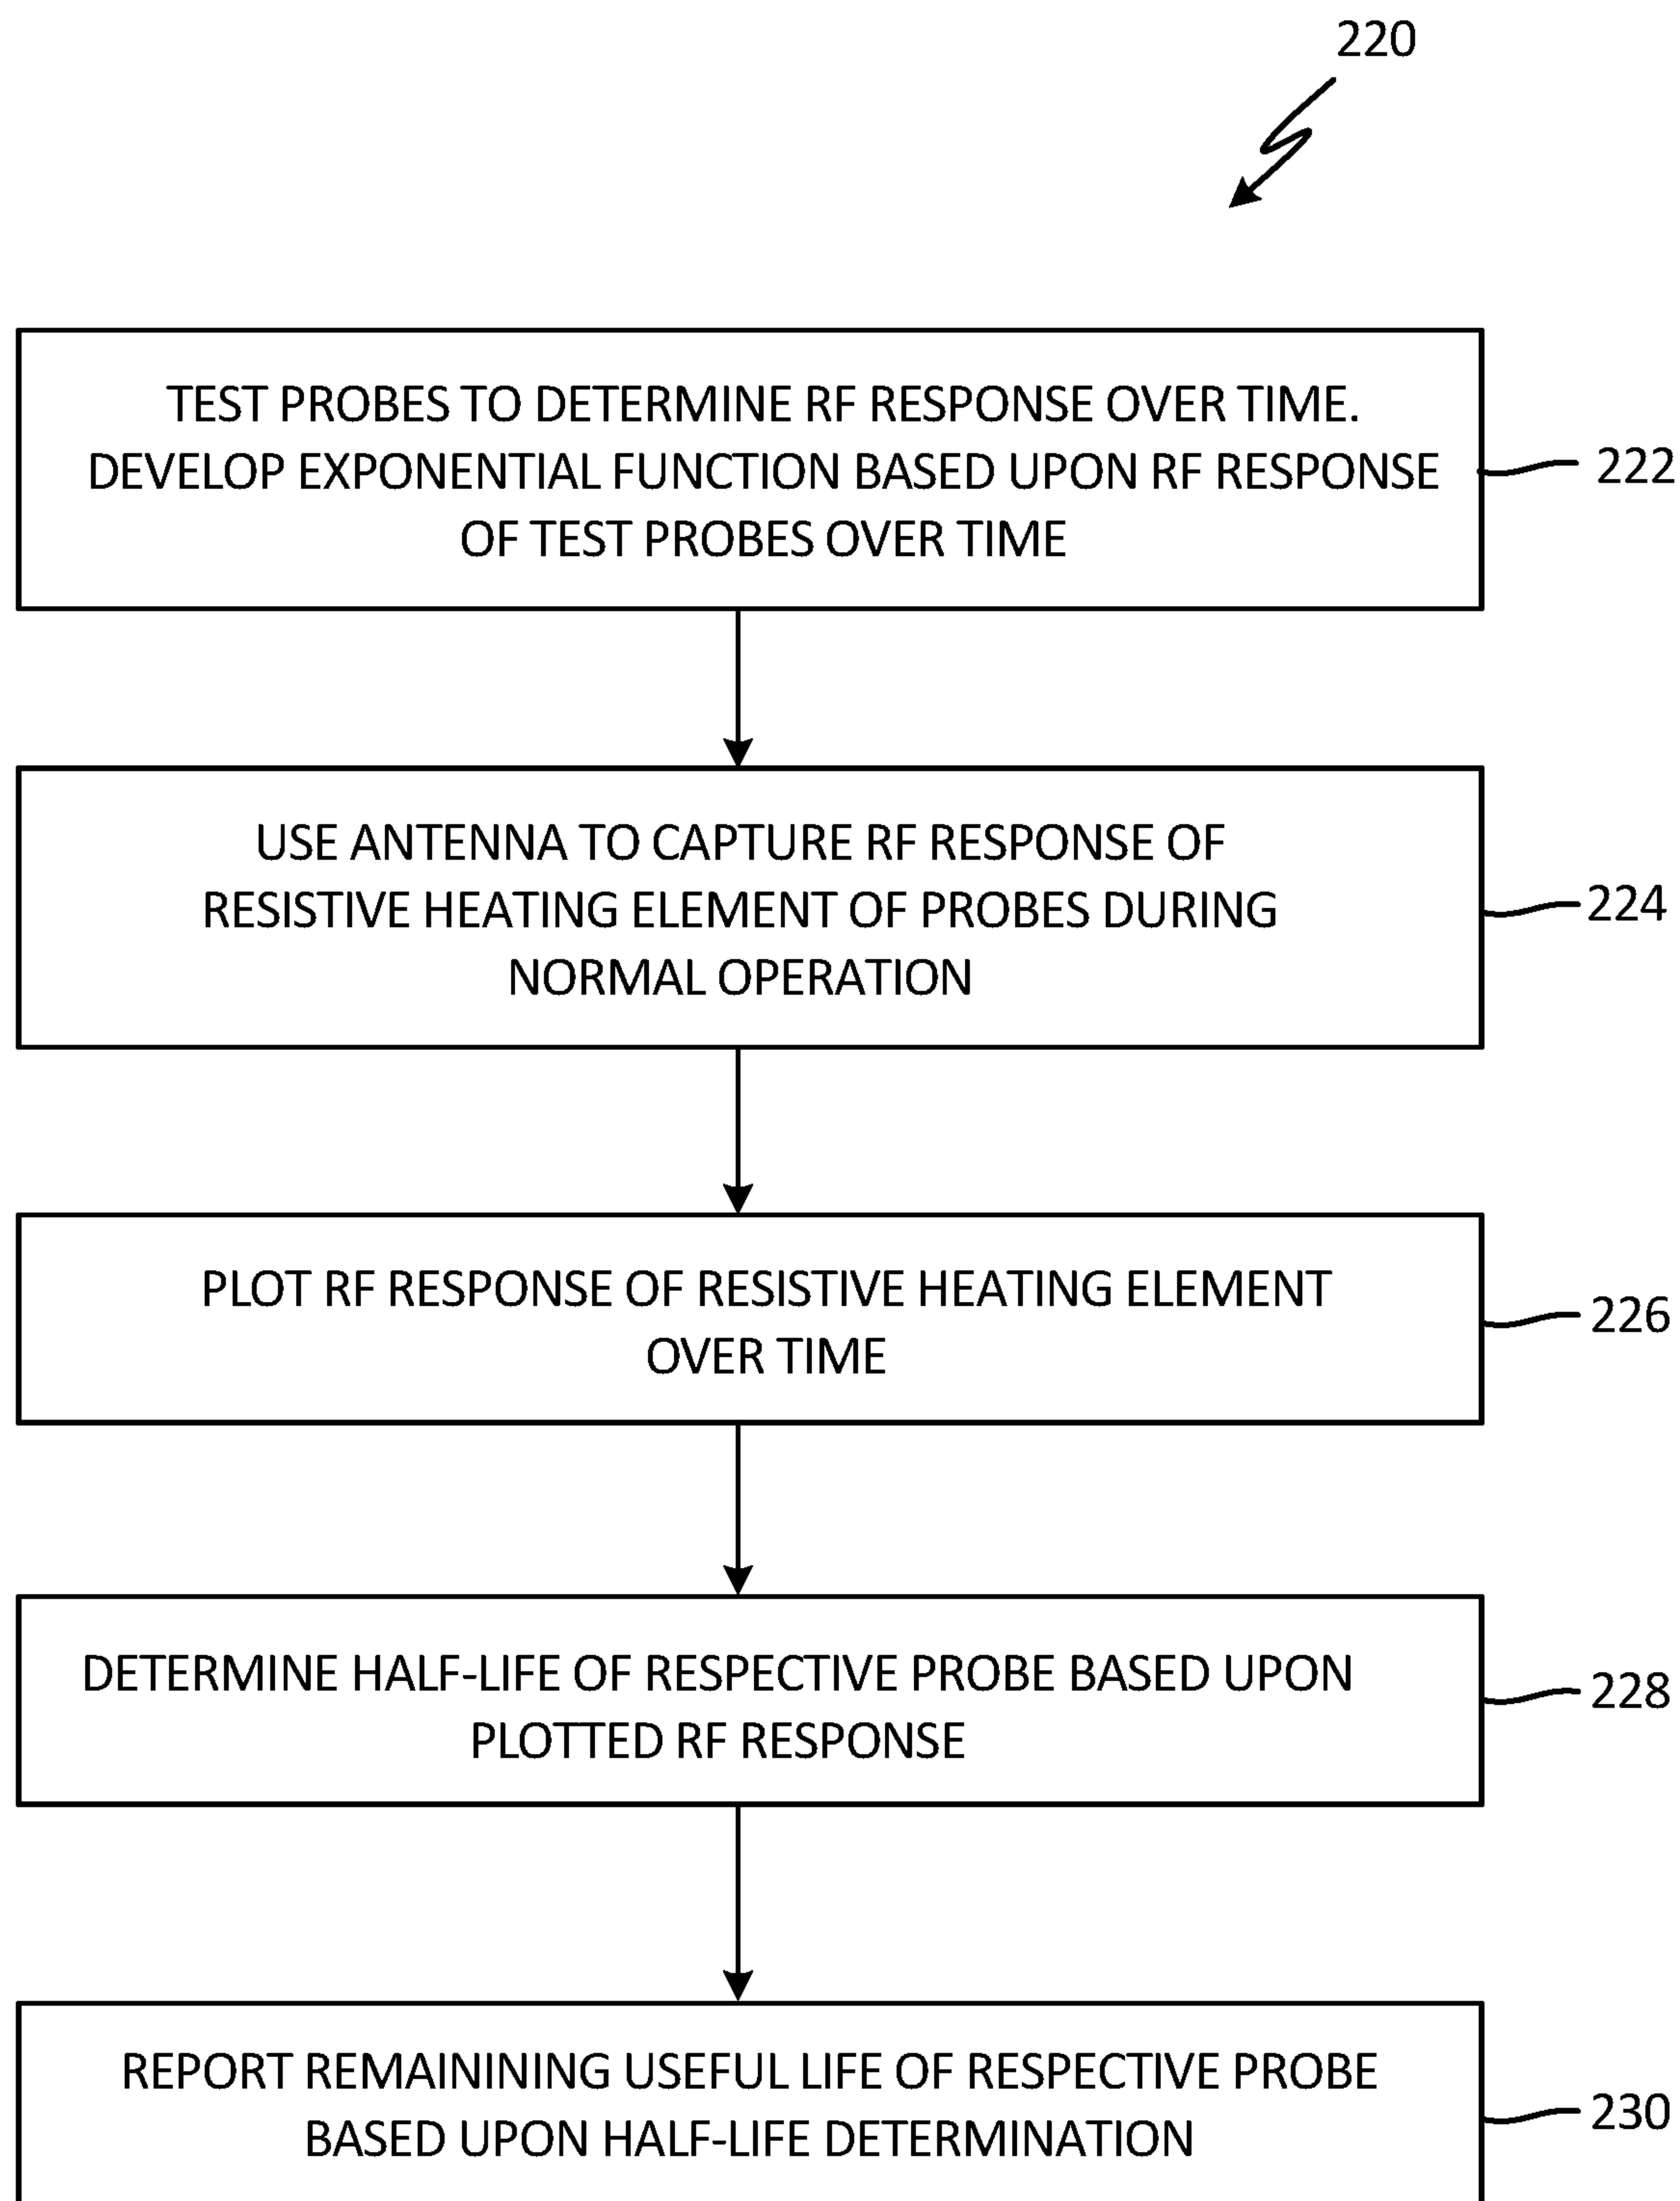 220
TEST PROBES TO DETERMINE RF RESPONSE OVER TIME.
DEVELOP EXPONENTIAL FUNCTION BASED UPON RF RESPONSE
OF TEST PROBES OVER TIME
222
USE ANTENNA TO CAPTURE RF RESPONSE OF
RESISTIVE HEATING ELEMENT OF PROBES DURING
NORMAL OPERATION
224
PLOT RF RESPONSE OF RESISTIVE HEATING ELEMENT
OVER TIME
226
DETERMINE HALF-LIFE OF RESPECTIVE PROBE BASED UPON
PLOTTED RF RESPONSE
228
REPORT REMAINING USEFUL LIFE OF RESPECTIVE PROBE
BASED UPON HALF-LIFE DETERMINATION
230